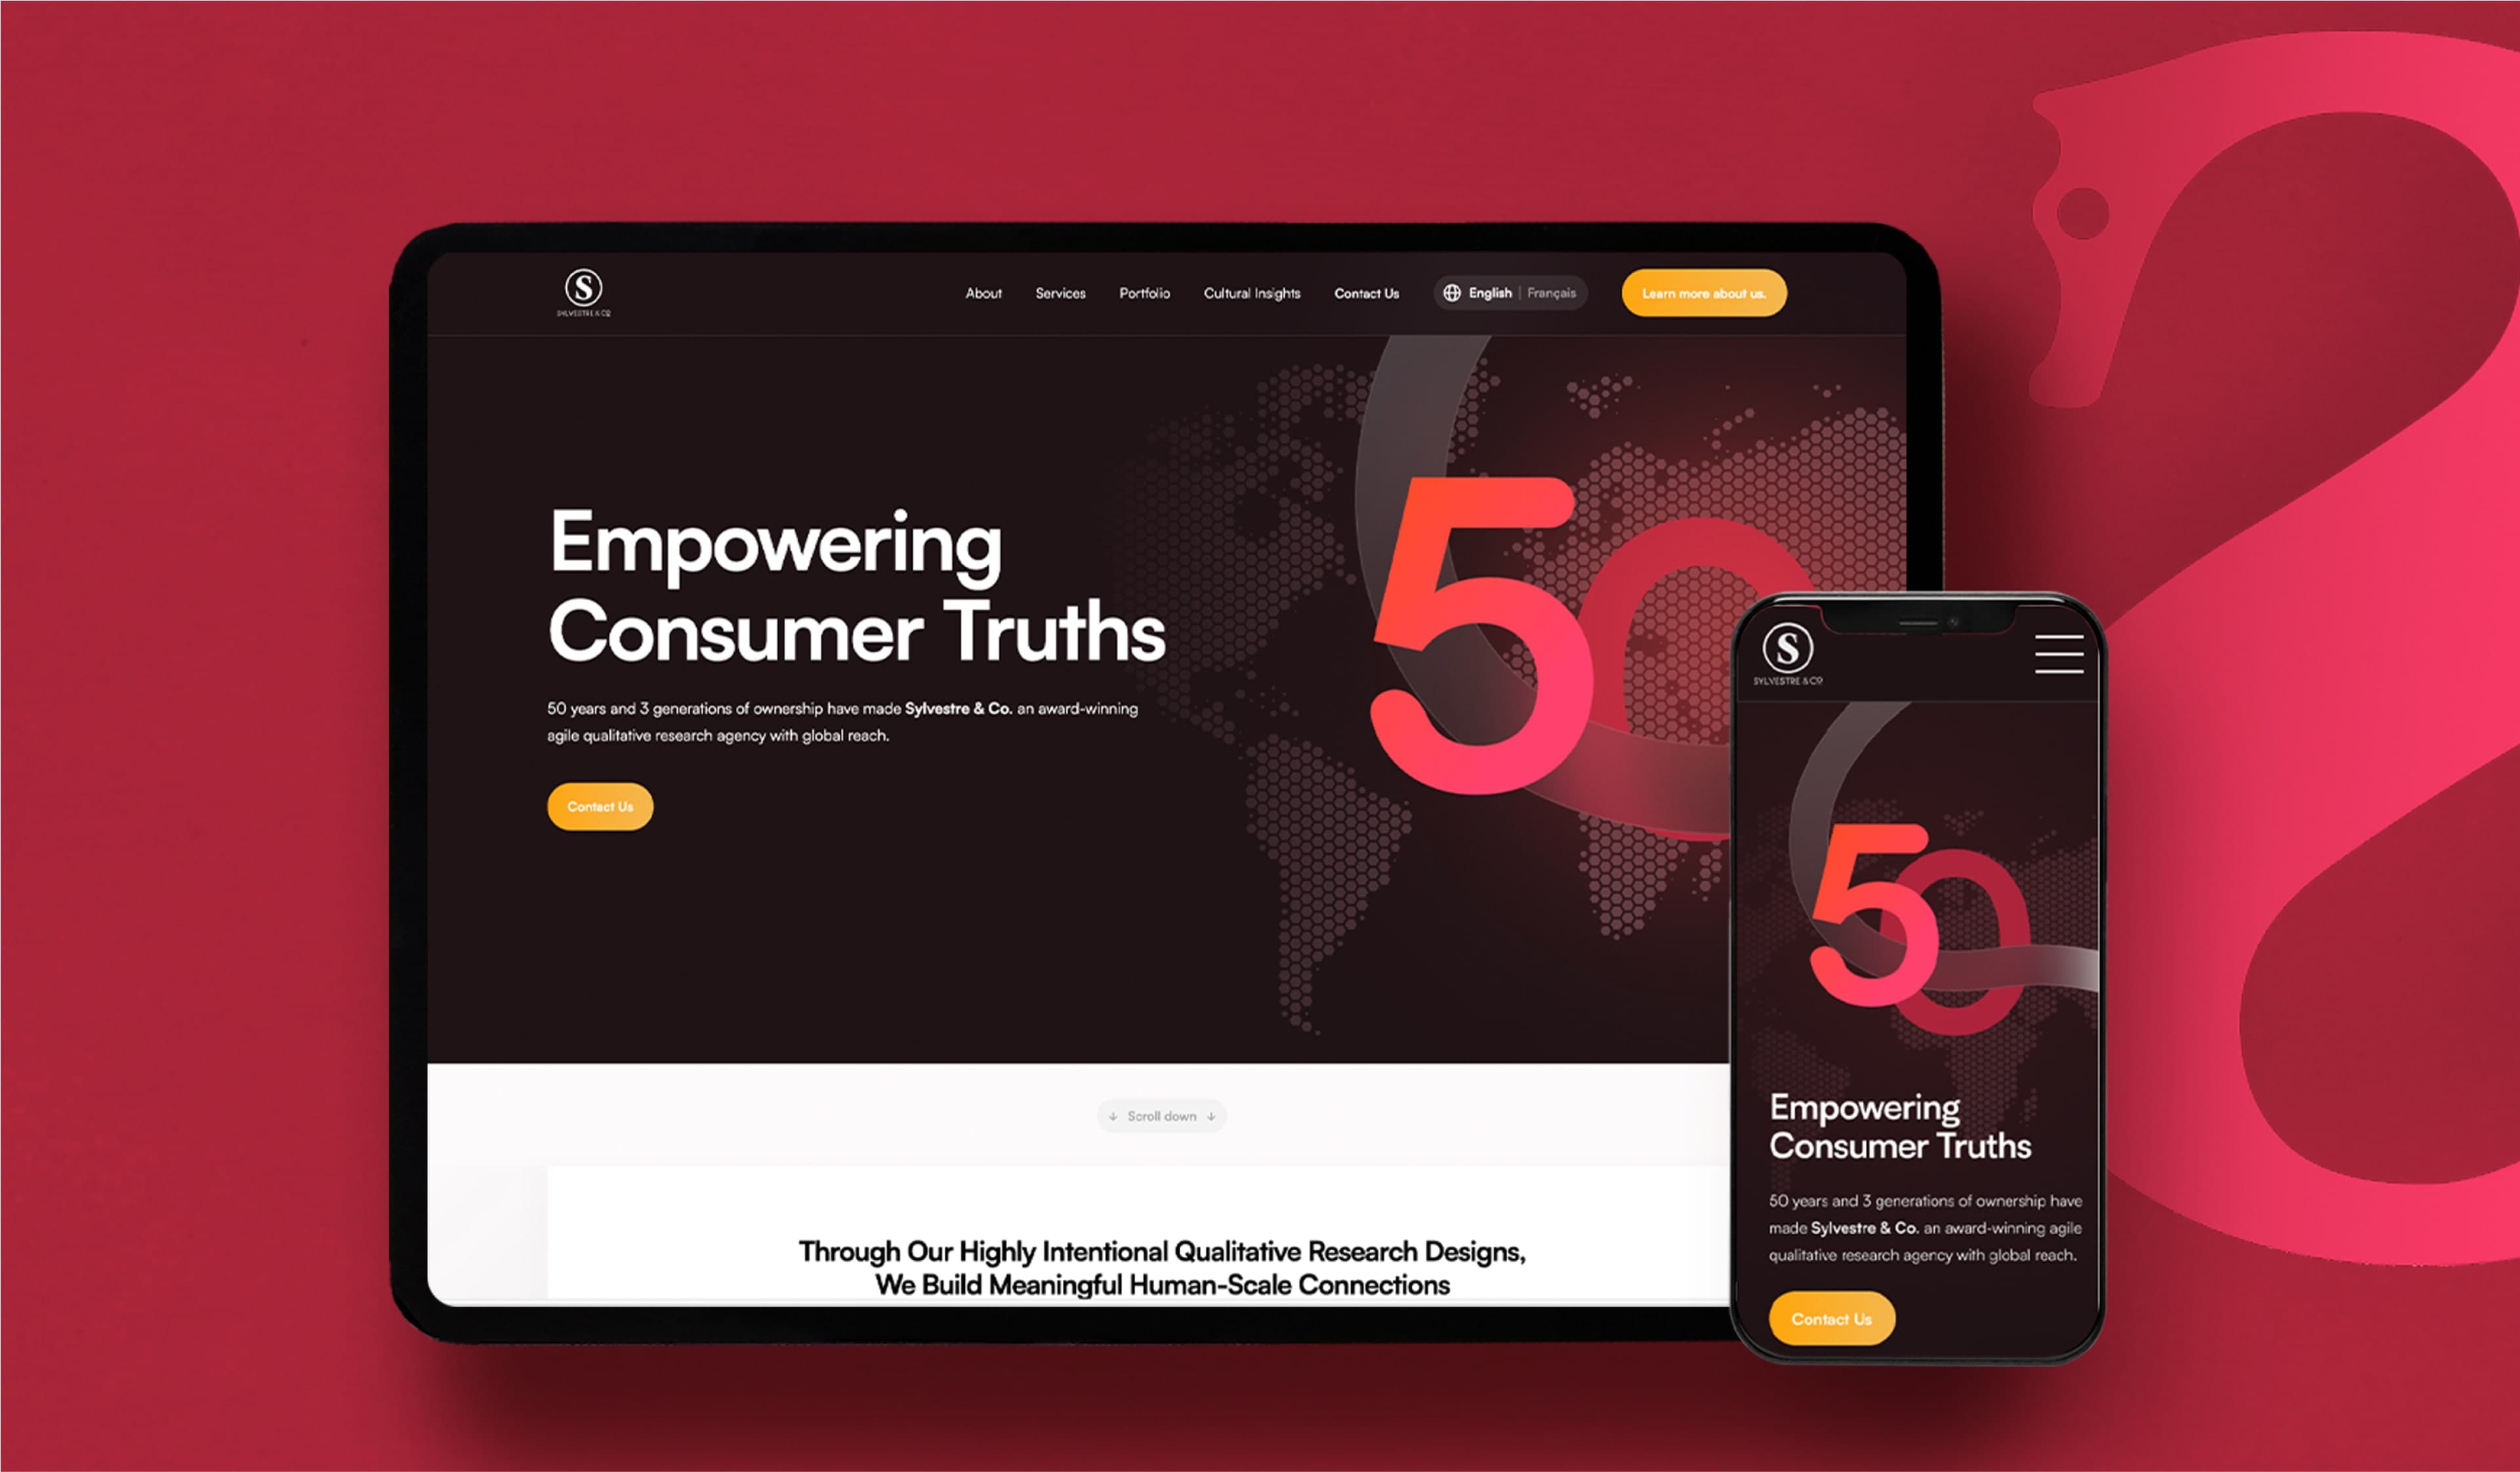 S
SYLVESTRE & CO
About
Services
Portfolio
Cultural Insights
Contact Us
English | Français
Learn more about us.
50
Empowering
Consumer Truths
50 years and 3 generations of ownership have made Sylvestre & Co. an award-winning
agile qualitative research agency with global reach.
Contact Us
Scroll down
Through Our Highly Intentional Qualitative Research Designs,
We Build Meaningful Human-Scale Connections
S
SYLVESTRE & CO
50
Empowering
Consumer Truths
50 years and 3 generations of ownership have
made Sylvestre & Co. an award-winning agile
qualitative research agency with global reach.
Contact Us